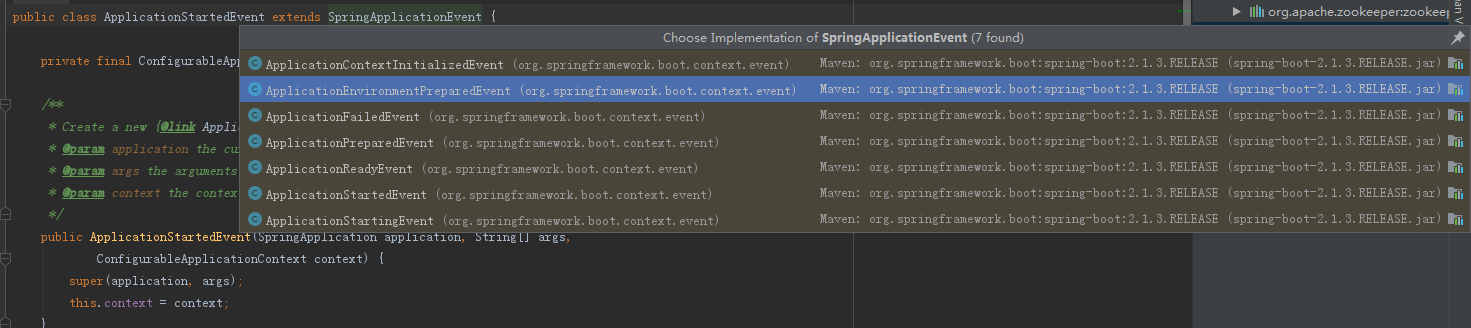 public class ApplicationStartedEvent extends SpringApplicationEvent {
org.apache.zookeeper:zookeep
an V
Choose Implementation of SpringApplicationEvent (7 found)
private final ConfigurableAp
ApplicationContextInitializedEvent (org.springframework.boot.context.event) Maven: org.springframework.boot:spring-boot:2.1.3.RELEASE (spring-boot-2.1.3.RELEASE.jar)
ApplicationEnvironmentPreparedEvent (org.springframework.boot.context.event) Maven: org.springframework.boot:spring-boot:2.1.3.RELEASE (spring-boot-2.1.3.RELEASE.jar)
/**
ApplicationFailedEvent (org.springframework.boot.context.event) Maven: org.springframework.boot:spring-boot:2.1.3.RELEASE (spring-boot-2.1.3.RELEASE.jar)
* Create a new {@link Appli
ApplicationPreparedEvent (org.springframework.boot.context.event) Maven: org.springframework.boot:spring-boot:2.1.3.RELEASE (spring-boot-2.1.3.RELEASE.jar)
* @param application the cu
ApplicationReadyEvent (org.springframework.boot.context.event) Maven: org.springframework.boot:spring-boot:2.1.3.RELEASE (spring-boot-2.1.3.RELEASE.jar)
* @param args the arguments
ApplicationStartedEvent (org.springframework.boot.context.event) Maven: org.springframework.boot:spring-boot:2.1.3.RELEASE (spring-boot-2.1.3.RELEASE.jar)
* @param context the contex
ApplicationStartingEvent (org.springframework.boot.context.event) Maven: org.springframework.boot:spring-boot:2.1.3.RELEASE (spring-boot-2.1.3.RELEASE.jar)
*/
public ApplicationStartedEvent(SpringApplication application, String[] args,
ConfigurableApplicationContext context) {
super(application, args);
this.context = context;
}